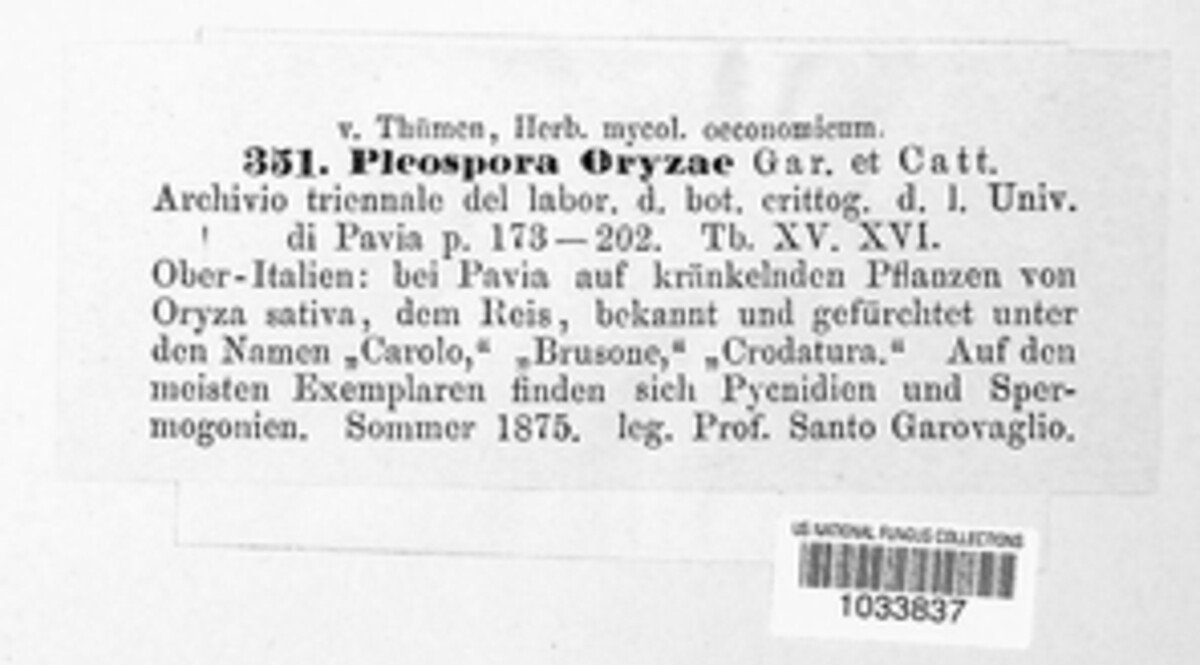 v. Thümen, Herb. mycol. oeconomicum.
351. Pleospora Oryzae Gar. et Catt.
Archivio triennale del labor. d. bot. crittog. d. l. Univ.
di Pavia p. 173—202. Tb. XV. XVI.
Ober-Italien: bei Pavia auf kränkelnden Pflanzen von
Oryza sativa, dem Reis, bekannt und gefürchtet unter
den Namen „Carolo,“ „Brusone,“ „Crodatura.“ Auf den
meisten Exemplaren finden sich Pycnidien und Sper-
mogonien. Sommer 1875. leg. Prof. Santo Garovaglio.
US NATIONAL FUNGUS COLLECTIONS
1033837